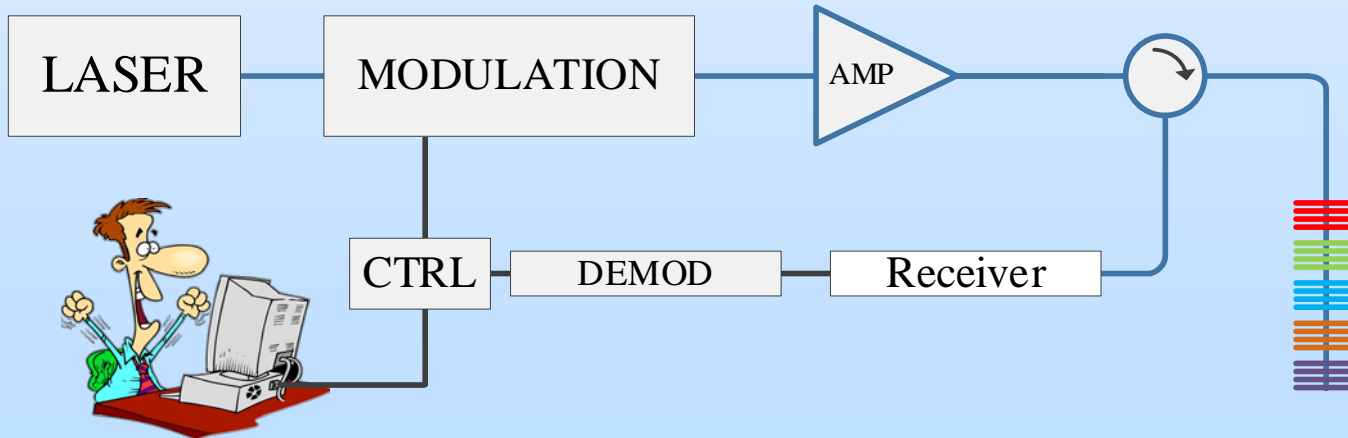 LASER
MODULATION
AMP
CTRL
DEMOD
Receiver